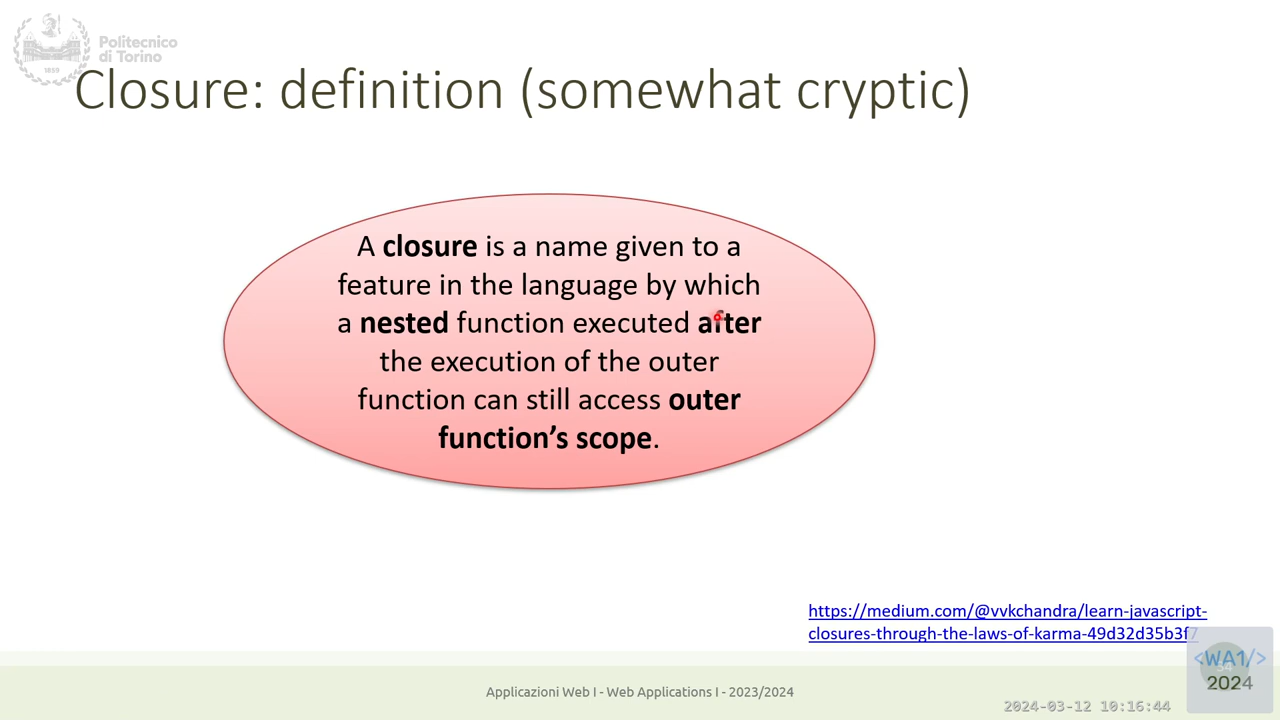 Politecnico
di Torino
1859
Closure: definition (somewhat cryptic)
A closure is a name given to a
feature in the language by which
a nested function executed after
the execution of the outer
function can still access outer
function's scope.
https://medium.com/@vvkchandra/learn-javascript-
closures-through-the-laws-of-karma-49d32d35b3f7
<WA1/>
2024
Applicazioni Web I - Web Applications I - 2023/2024
2024-03-12 10:16:44